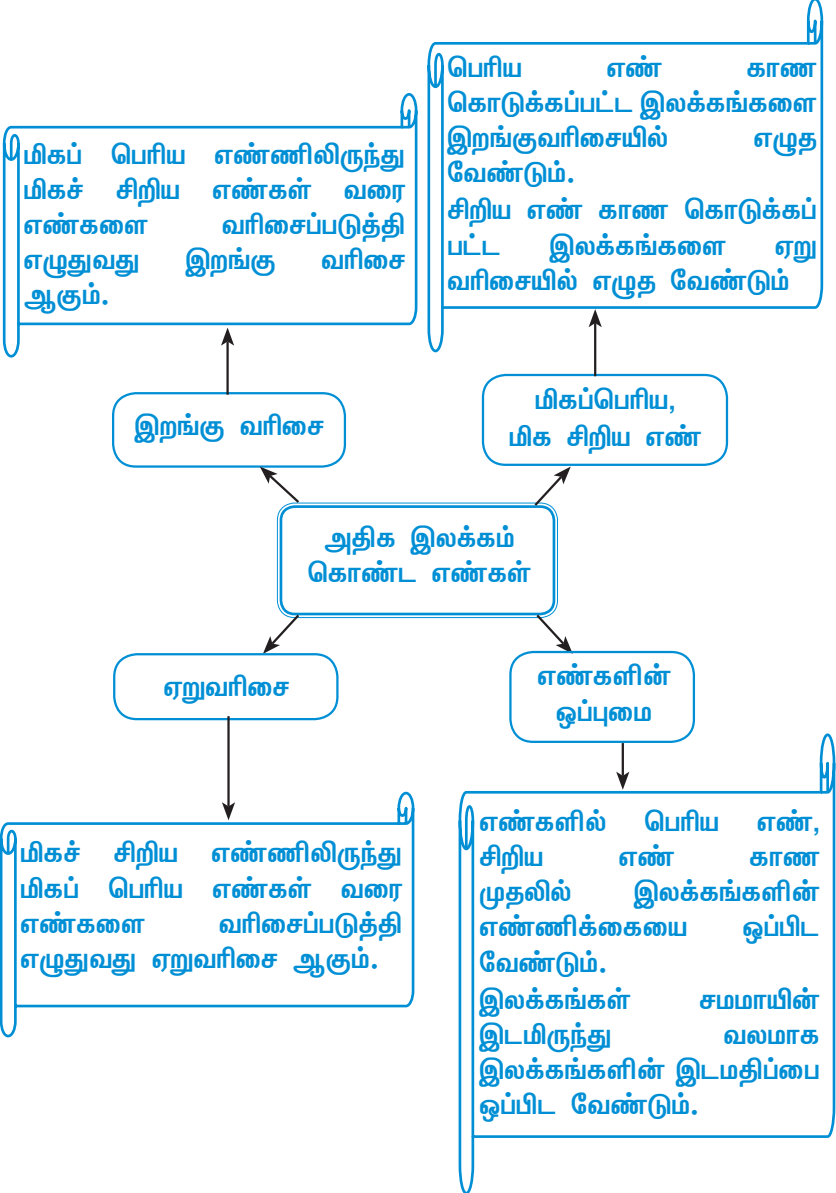 பெரிய எண் காண
கொடுக்கப்பட்ட இலக்கங்களை
இறங்குவரிசையில் எழுத
வேண்டும்.
சிறிய எண் காண கொடுக்கப்
பட்ட இலக்கங்களை ஏறு
வரிசையில் எழுத வேண்டும்
மிகப் பெரிய எண்ணிலிருந்து
மிகச் சிறிய எண்கள் வரை
எண்களை வரிசைப்படுத்தி
எழுதுவது இறங்கு வரிசை
ஆகும்.
இறங்கு வரிசை
மிகப்பெரிய,
மிக சிறிய எண்
அதிக இலக்கம்
கொண்ட எண்கள்
ஏறுவரிசை
எண்களின்
ஒப்புமை
மிகச் சிறிய எண்ணிலிருந்து
மிகப் பெரிய எண்கள் வரை
எண்களை வரிசைப்படுத்தி
எழுதுவது ஏறுவரிசை ஆகும்.
எண்களில் பெரிய எண்,
சிறிய எண் காண
முதலில் இலக்கங்களின்
எண்ணிக்கையை ஒப்பிட
வேண்டும்.
இலக்கங்கள் சமமாயின்
இடமிருந்து வலமாக
இலக்கங்களின் இடமதிப்பை
ஒப்பிட வேண்டும்.